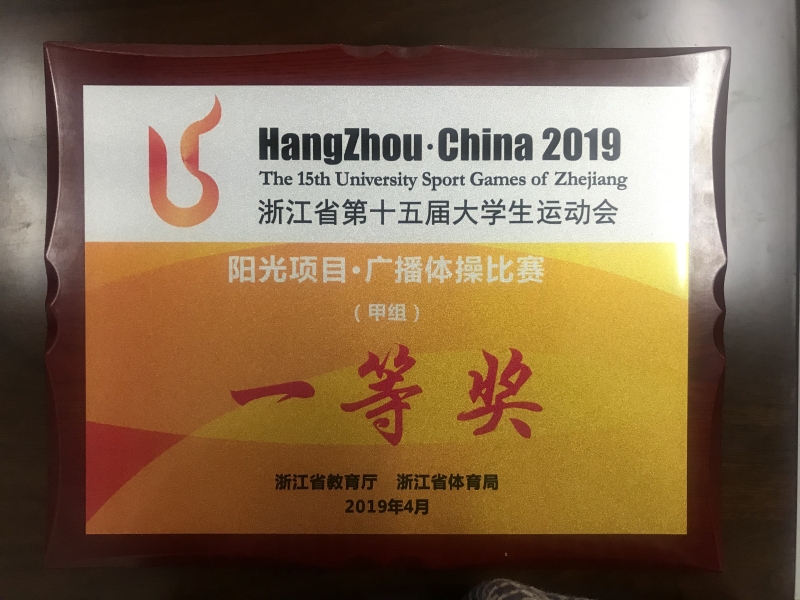 HangZhou·China 2019
The 15th University Sport Games of Zhejiang
浙江省第十五届大学生运动会
阳光项目·广播体操比赛
（甲组）
一等奖
浙江省教育厅 浙江省体育局
2019年4月